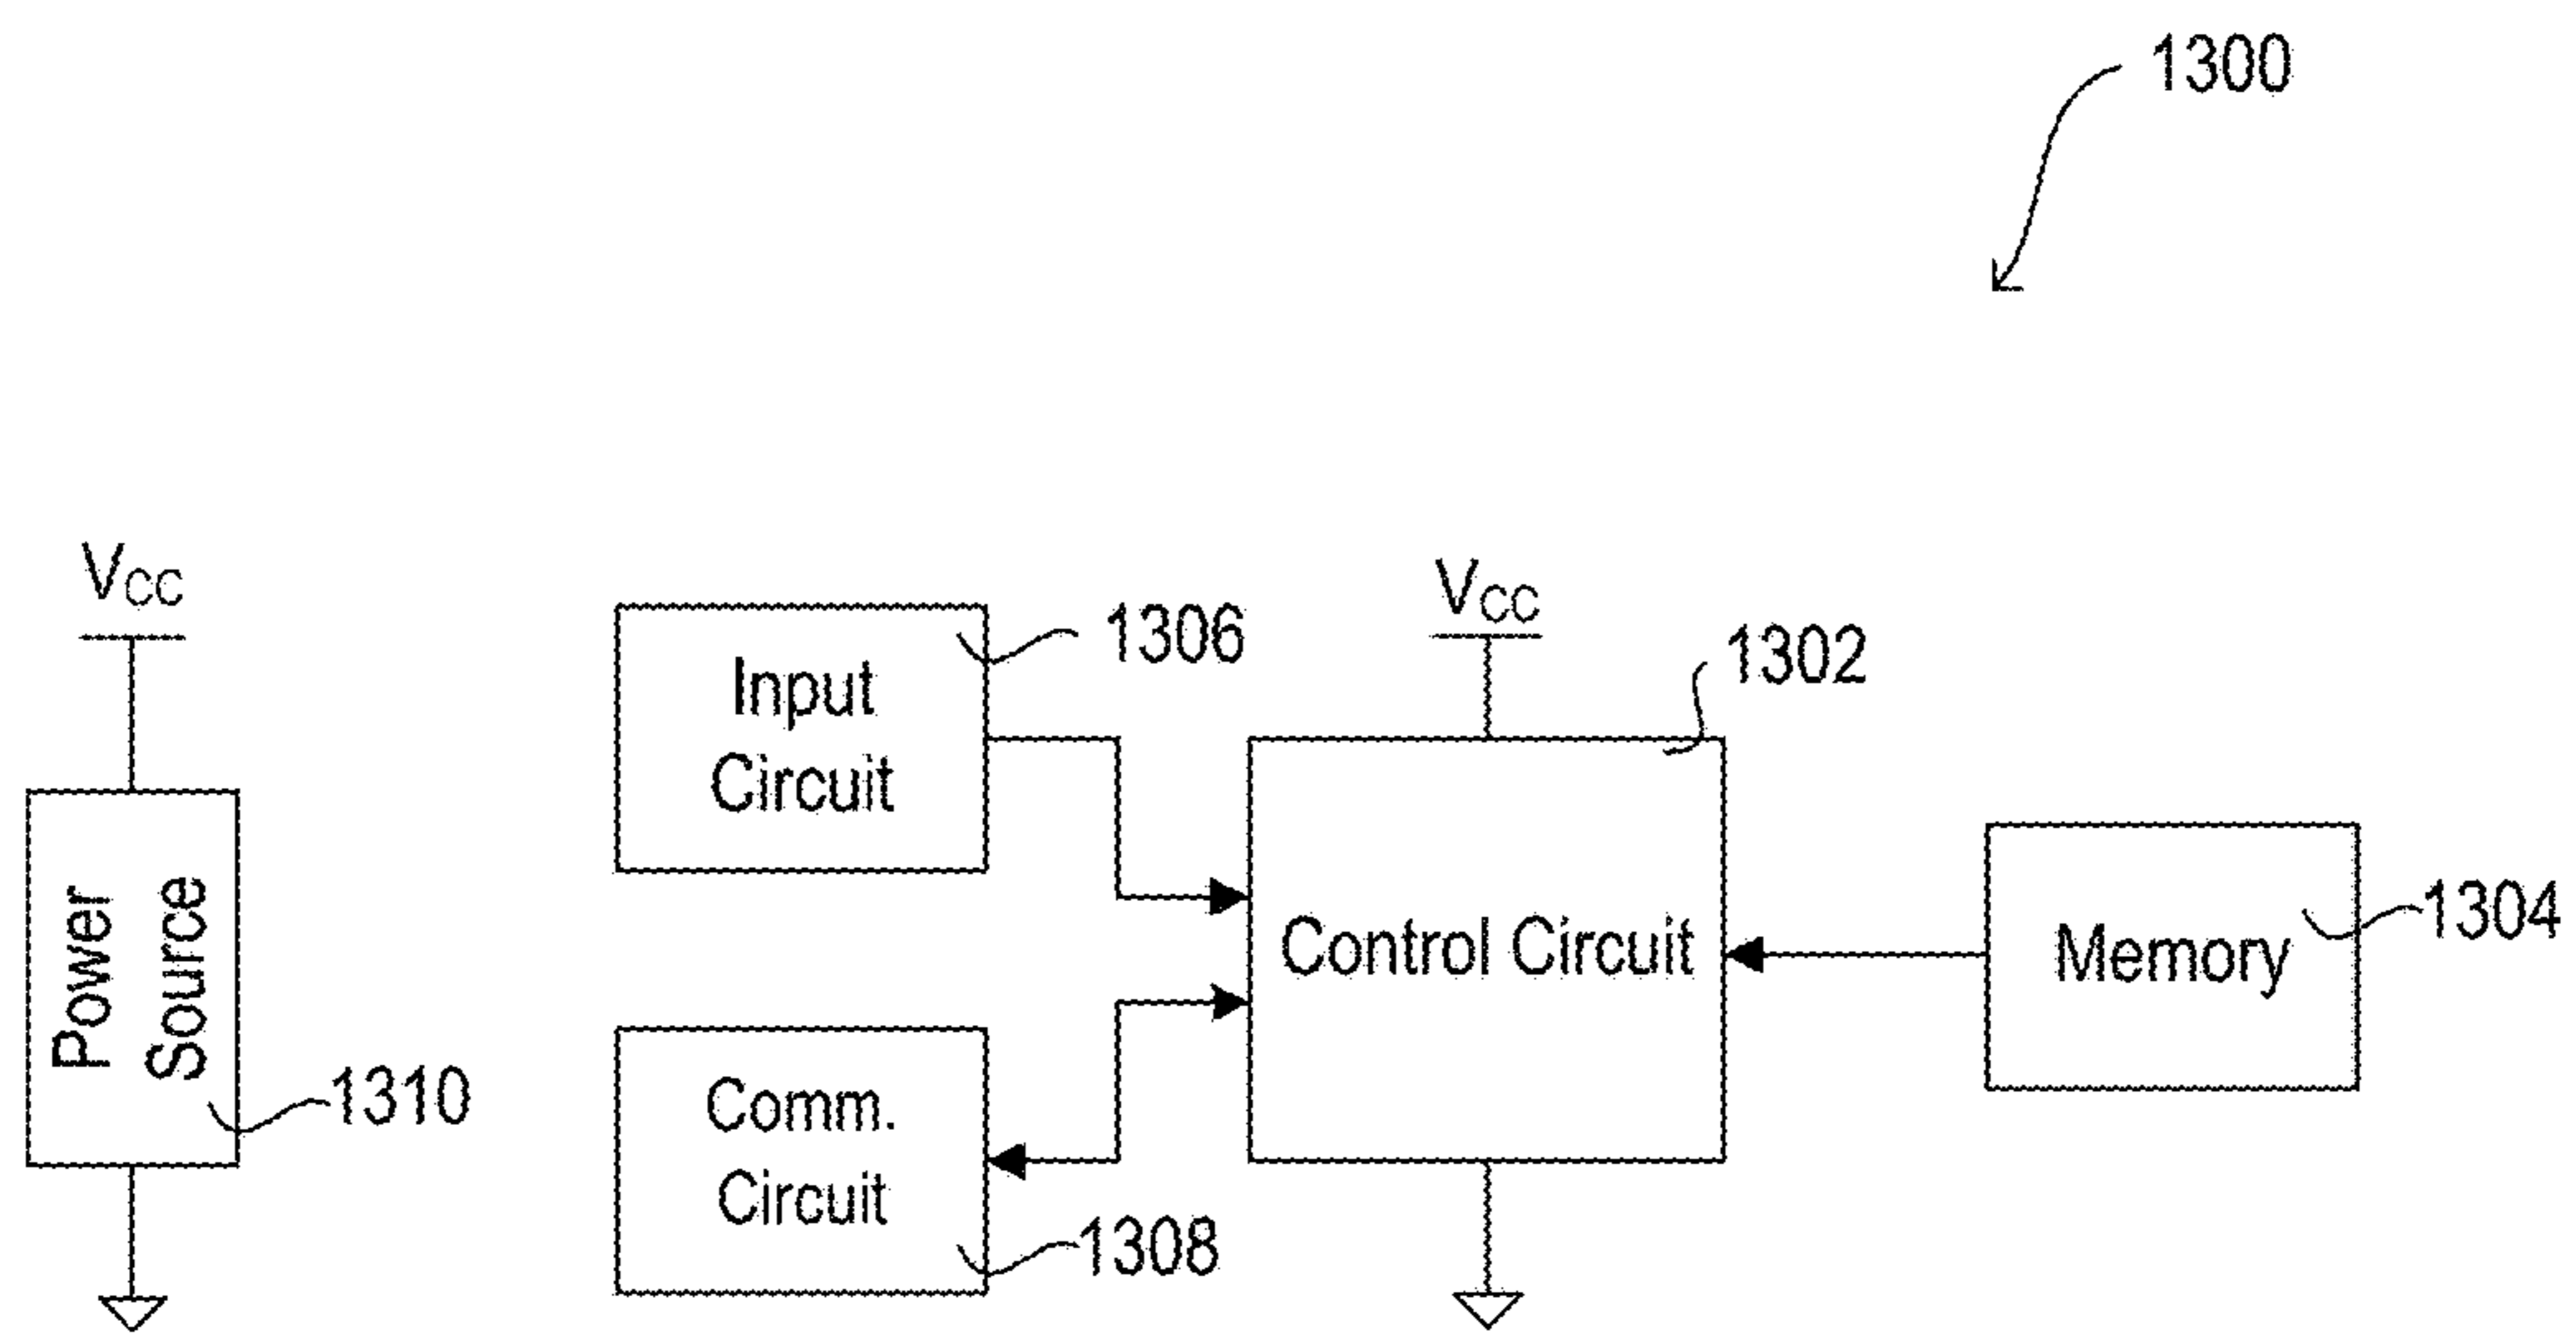 1300
VCC
Power
Source
1310
Input
Circuit
1306
Comm.
Circuit
1308
VCC
1302
Control Circuit
Memory
1304